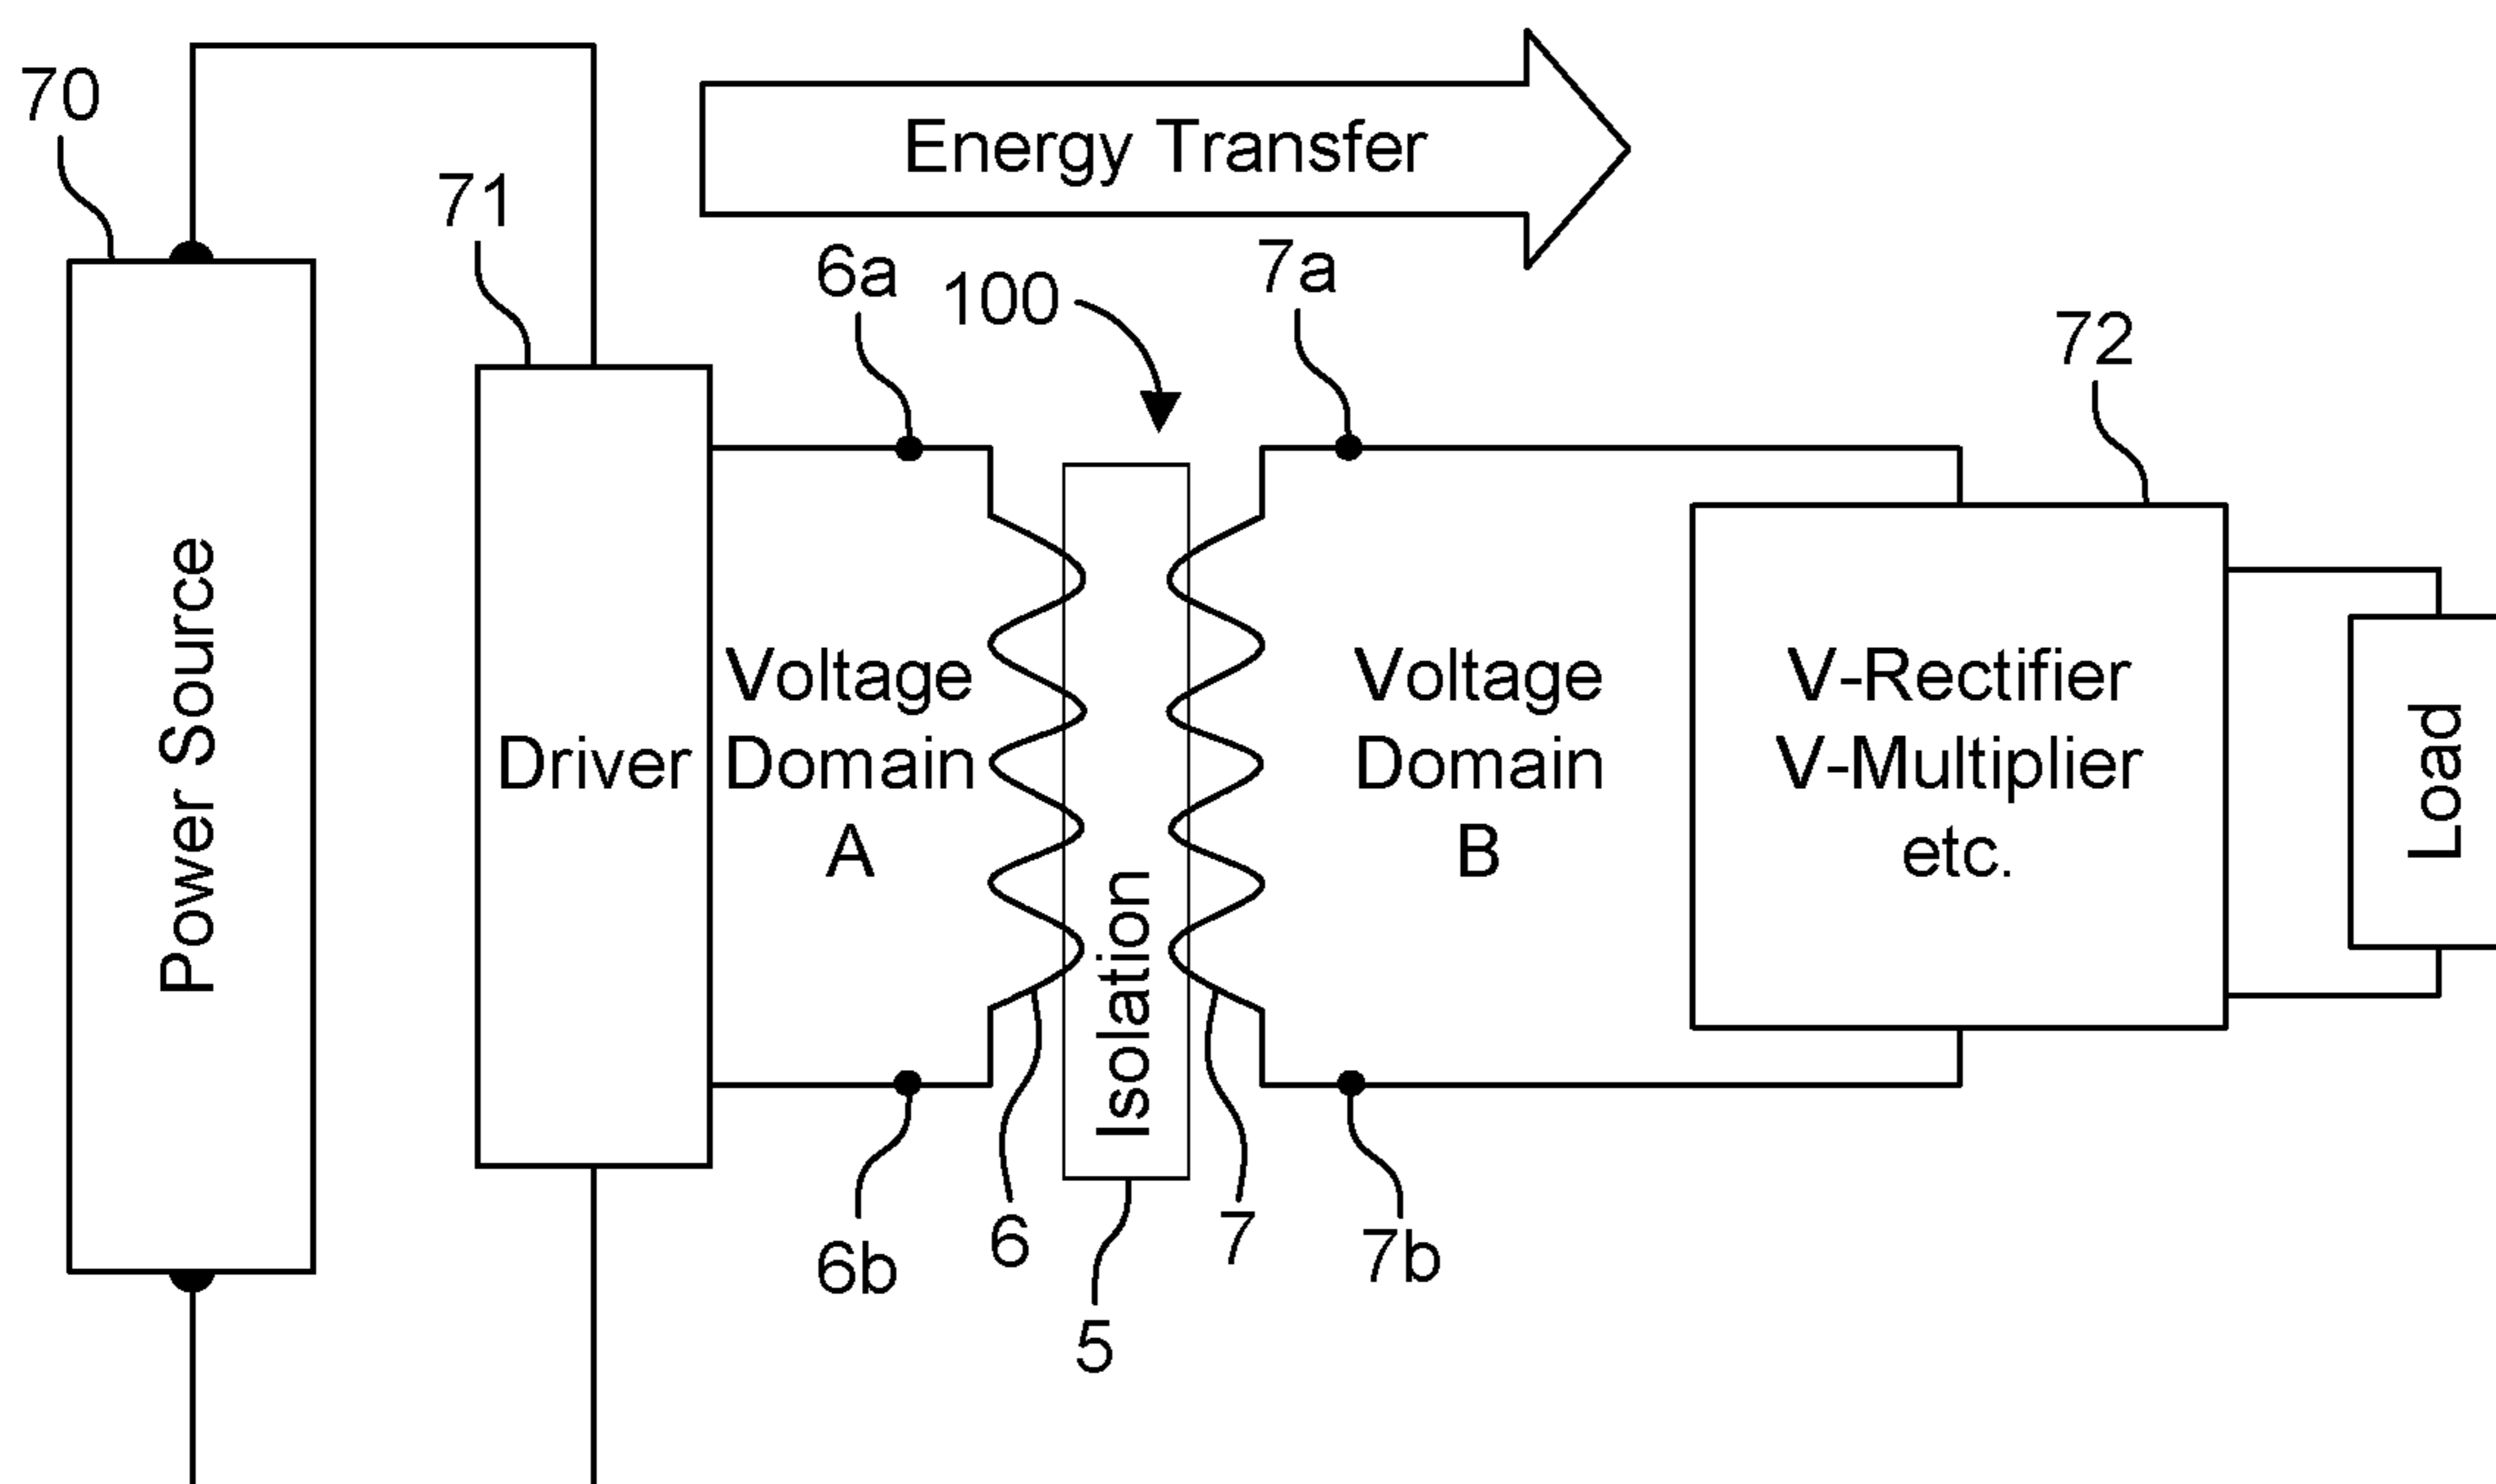 70
Energy Transfer
71
6a
100
7a
72
Power Source
Driver
Voltage
Domain
A
Isolation
Voltage
Domain
B
V-Rectifier
V-Multiplier
etc.
Load
6b
6
5
7
7b